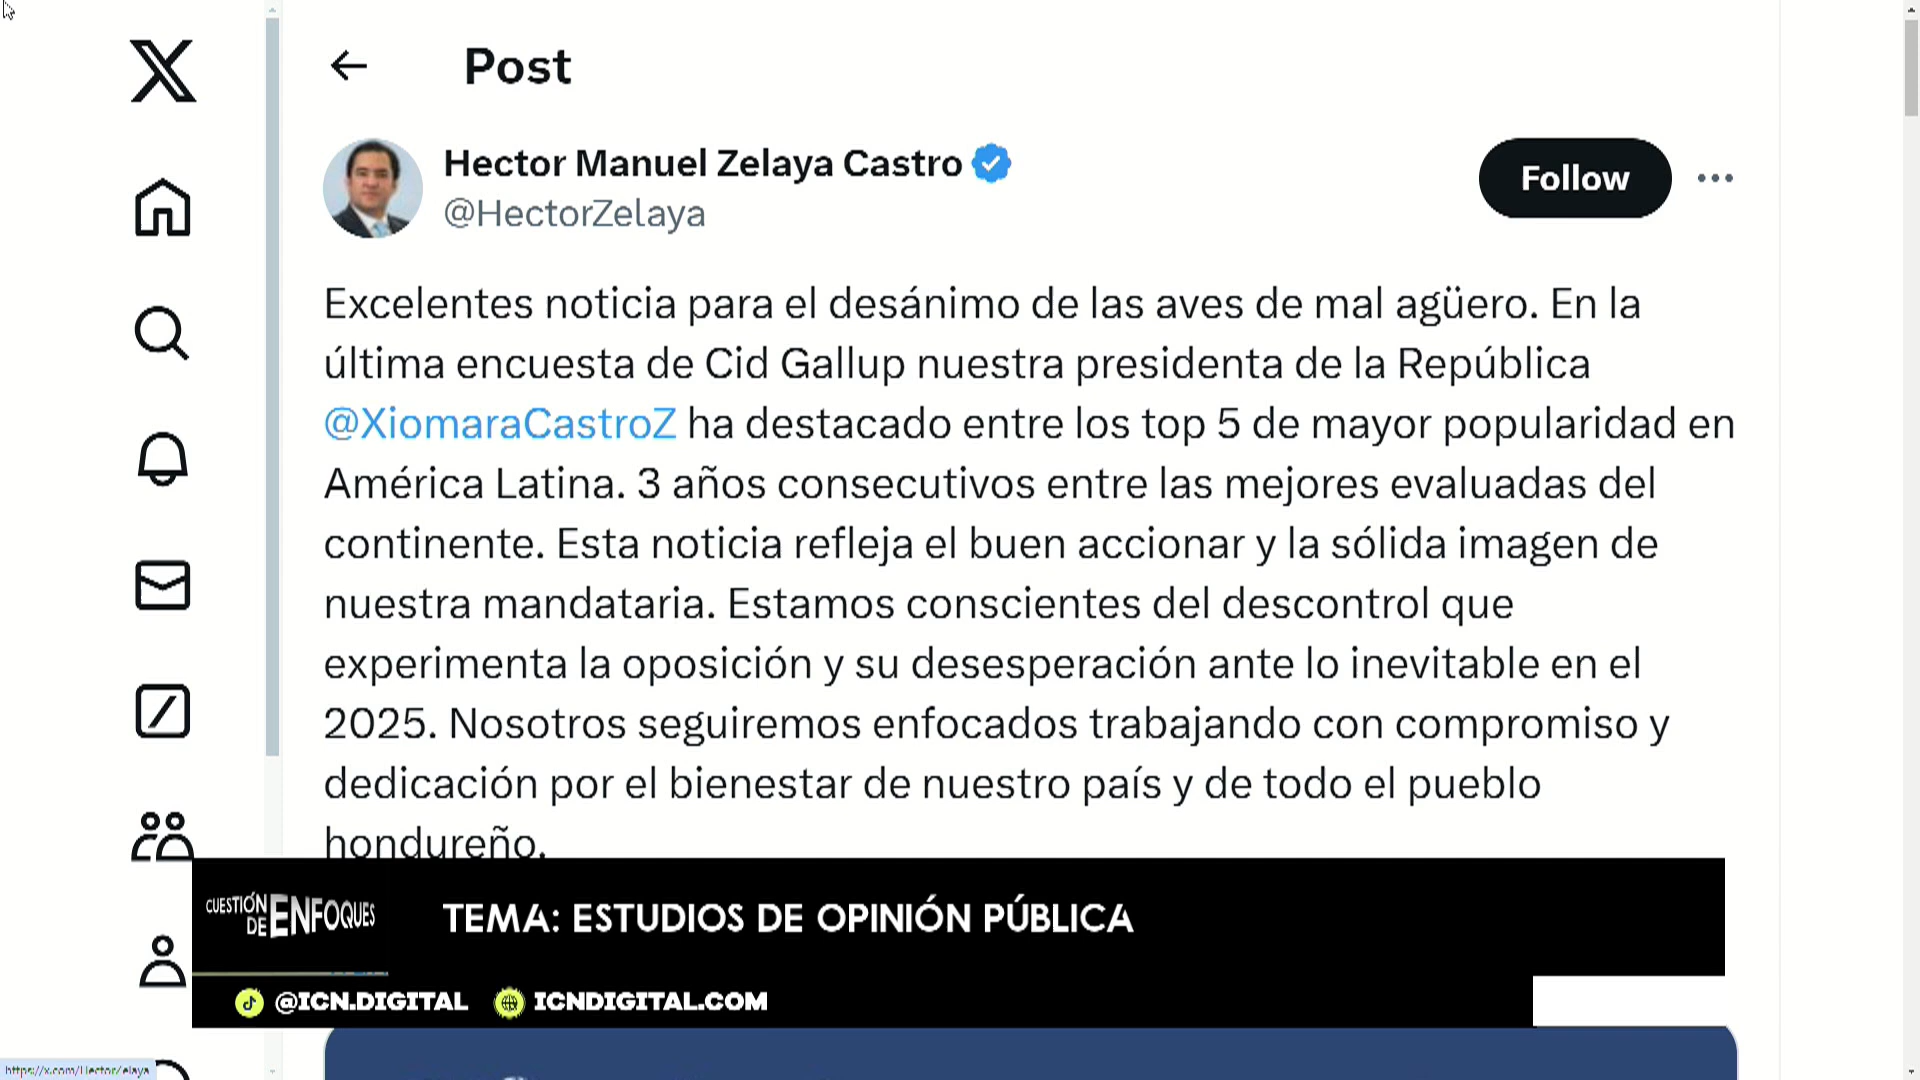 Post
Hector Manuel Zelaya Castro
@HectorZelaya
Follow
Excelentes noticia para el desánimo de las aves de mal agüero. En la
última encuesta de Cid Gallup nuestra presidenta de la República
@XiomaraCastroZ ha destacado entre los top 5 de mayor popularidad en
América Latina. 3 años consecutivos entre las mejores evaluadas del
continente. Esta noticia refleja el buen accionar y la sólida imagen de
nuestra mandataria. Estamos conscientes del descontrol que
experimenta la oposición y su desesperación ante lo inevitable en el
2025. Nosotros seguiremos enfocados trabajando con compromiso y
dedicación por el bienestar de nuestro país y de todo el pueblo
hondureño.
CUESTIÓN
DE ENFOQUES
TEMA: ESTUDIOS DE OPINIÓN PÚBLICA
@ICN.DIGITAL ICNDIGITAL.COM
https://x.com/HectorZelaya